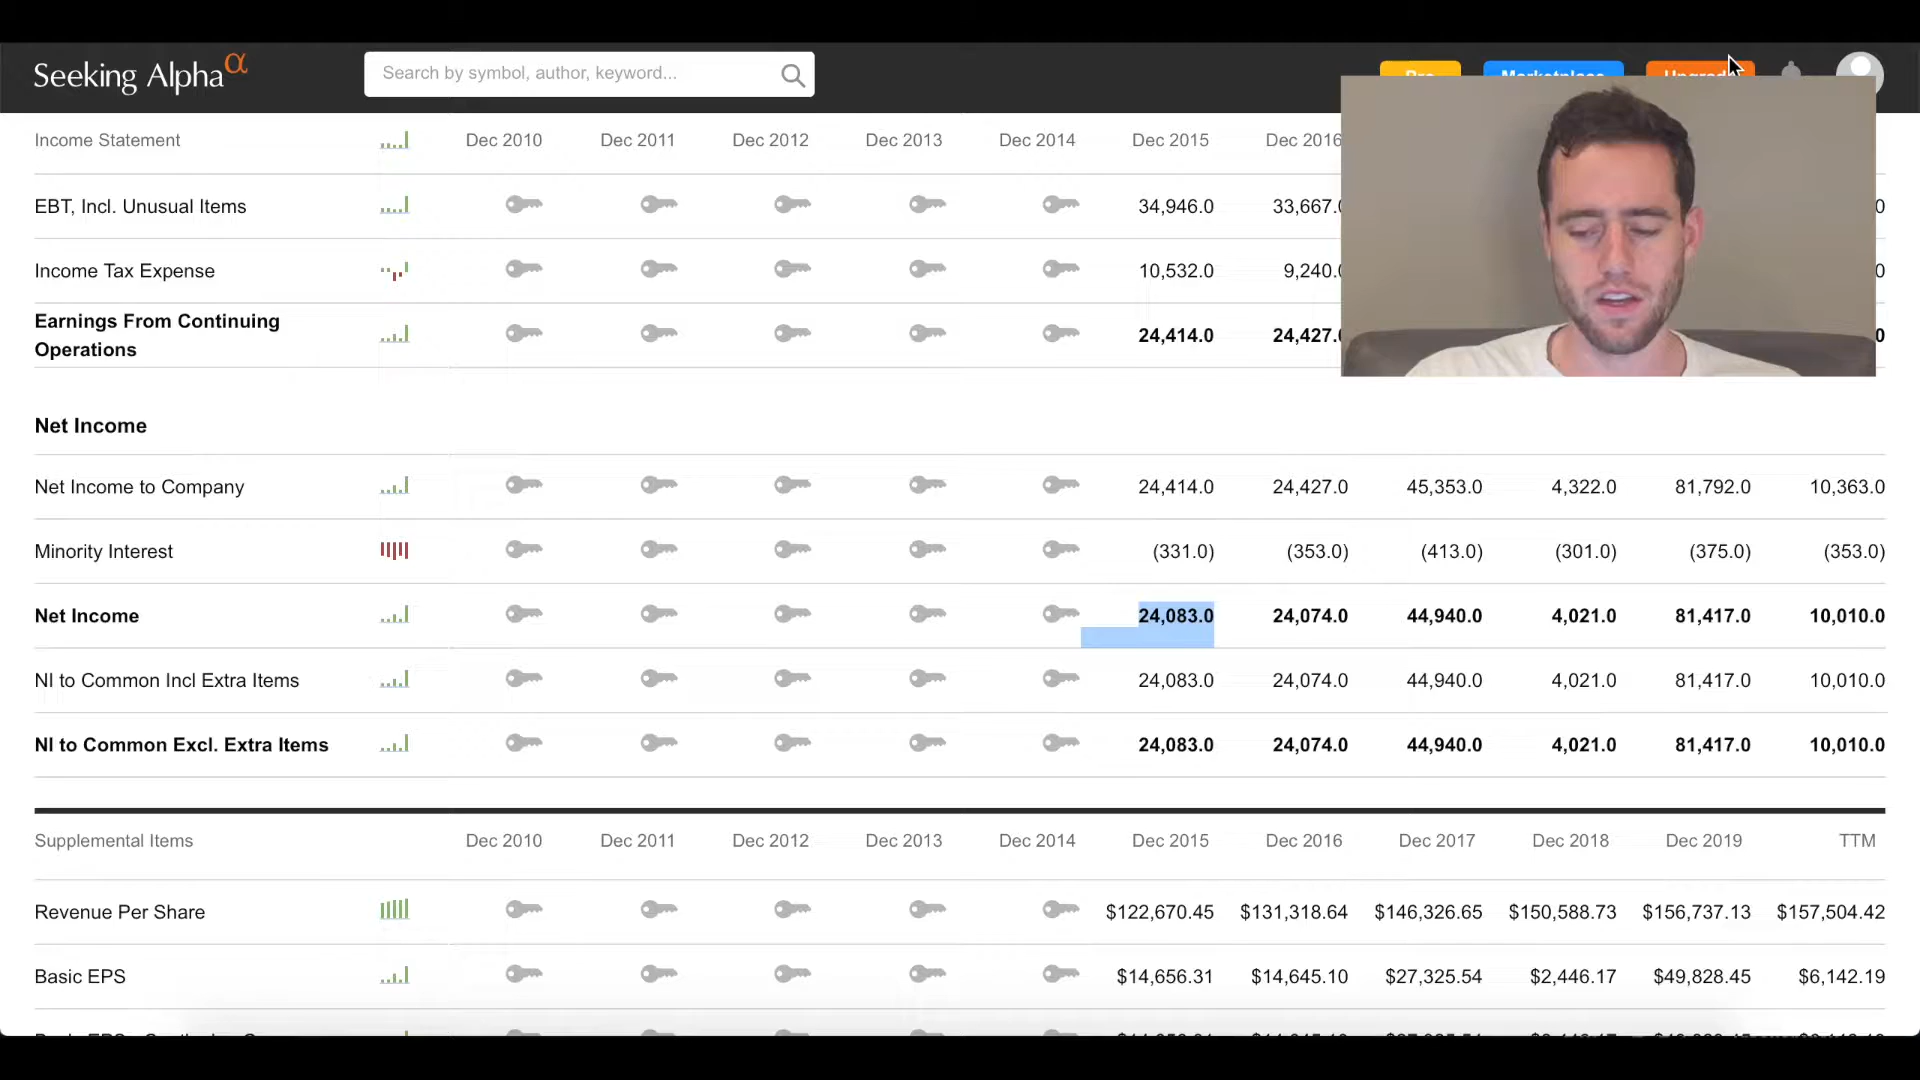 Seeking Alpha α
Search by symbol, author, keyword...
Income Statement Dec 2010 Dec 2011 Dec 2012 Dec 2013 Dec 2014 Dec 2015 Dec 2016
EBT, Incl. Unusual Items 34,946.0 33,667.0
Income Tax Expense 10,532.0 9,240.0
Earnings From Continuing
Operations 24,414.0 24,427.0
Net Income
Net Income to Company 24,414.0 24,427.0 45,353.0 4,322.0 81,792.0 10,363.0
Minority Interest (331.0) (353.0) (413.0) (301.0) (375.0) (353.0)
Net Income 24,083.0 24,074.0 44,940.0 4,021.0 81,417.0 10,010.0
NI to Common Incl Extra Items 24,083.0 24,074.0 44,940.0 4,021.0 81,417.0 10,010.0
NI to Common Excl. Extra Items 24,083.0 24,074.0 44,940.0 4,021.0 81,417.0 10,010.0
Supplemental Items Dec 2010 Dec 2011 Dec 2012 Dec 2013 Dec 2014 Dec 2015 Dec 2016 Dec 2017 Dec 2018 Dec 2019 TTM
Revenue Per Share $122,670.45 $131,318.64 $146,326.65 $150,588.73 $156,737.13 $157,504.42
Basic EPS $14,656.31 $14,645.10 $27,325.54 $2,446.17 $49,828.45 $6,142.19